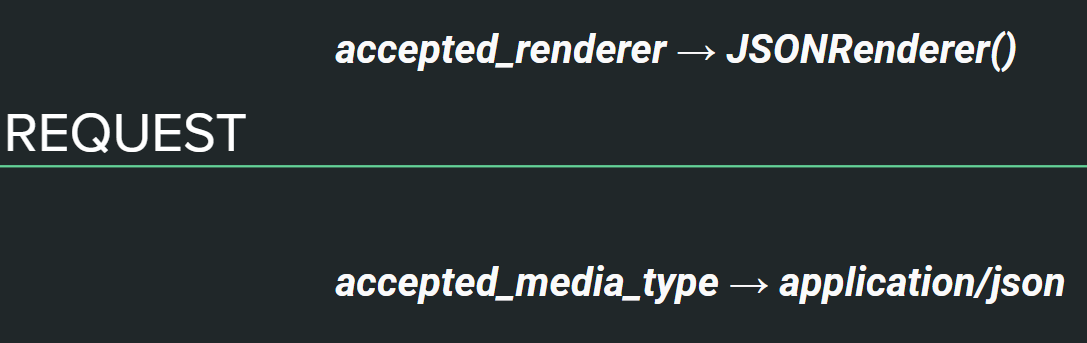 accepted_renderer → JSONRenderer()
REQUEST
accepted_media_type → application/json